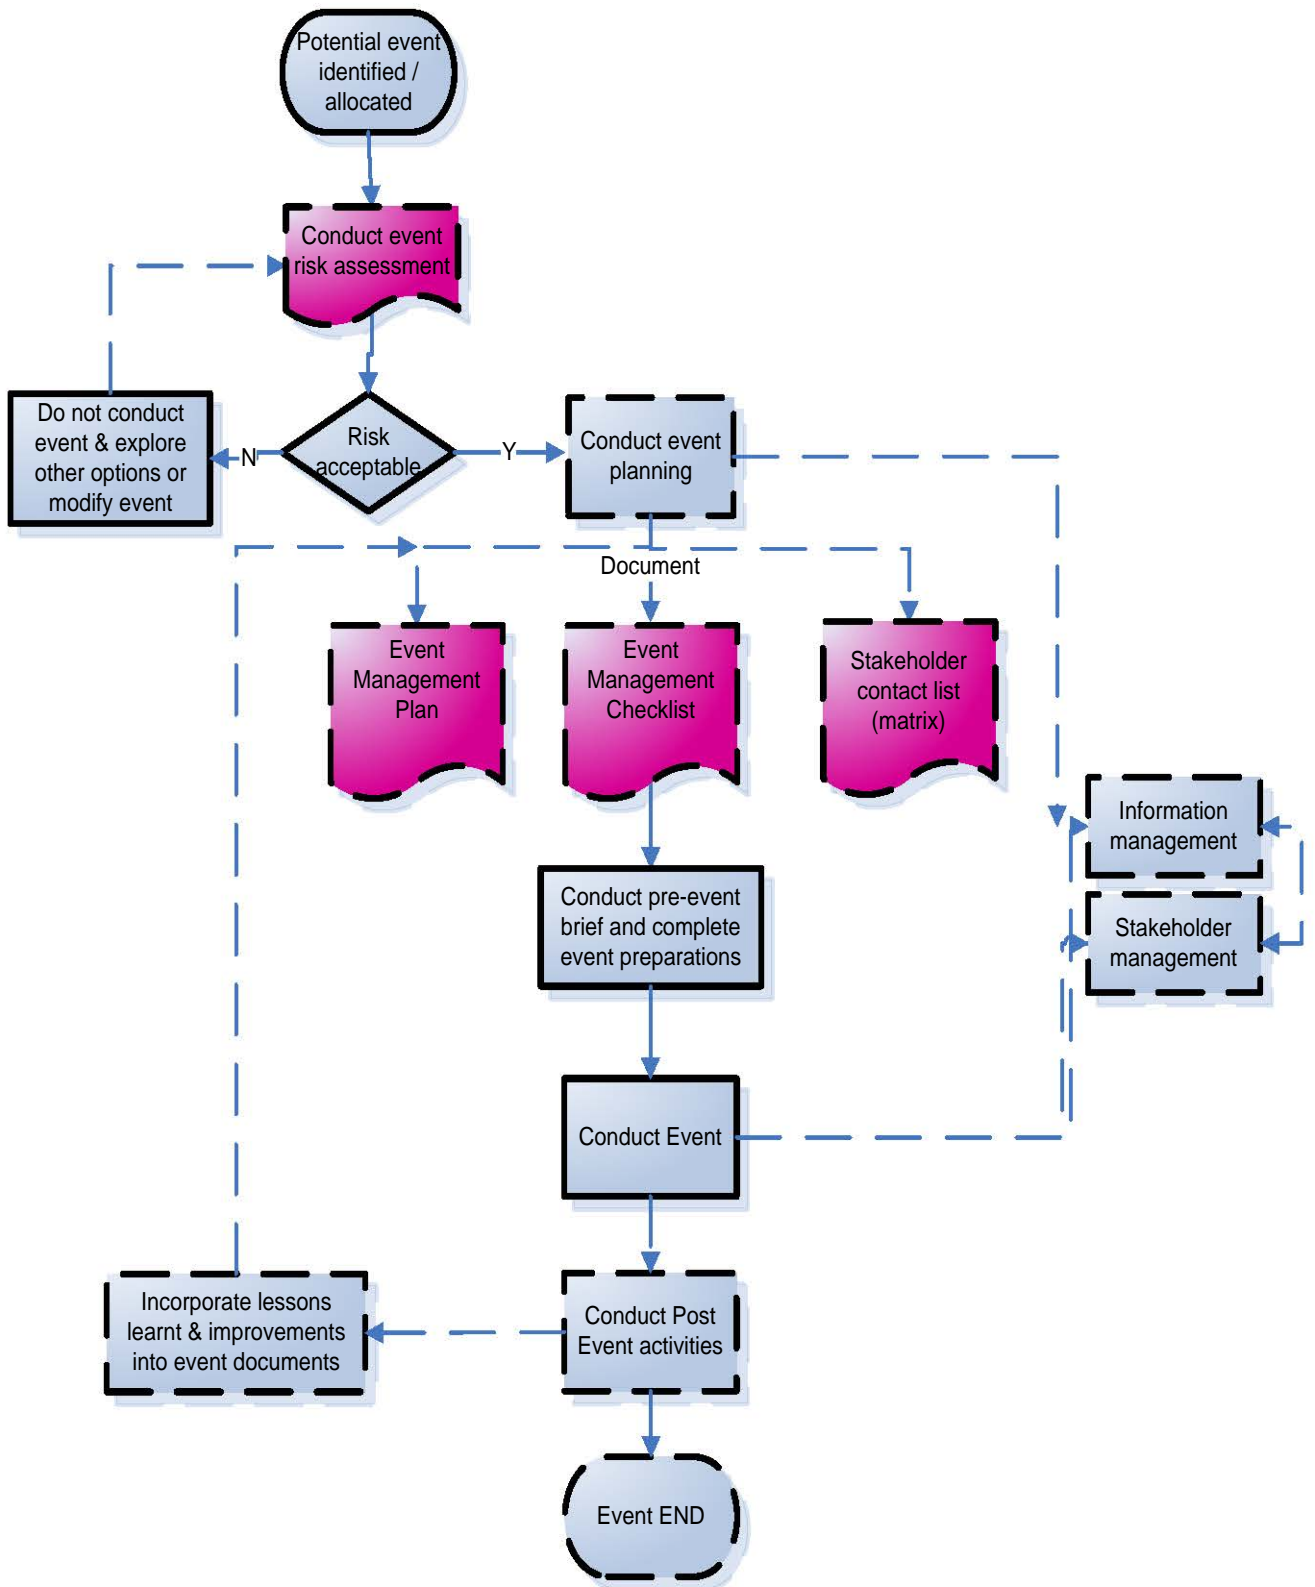 Potential event
identified /
allocated
Conduct event
risk assessment
Do not conduct
event & explore
other options or
modify event
N
Risk
acceptable
Y
Conduct event
planning
Document
Event
Management
Plan
Event
Management
Checklist
Stakeholder
contact list
(matrix)
Information
management
Stakeholder
management
Conduct pre-event
brief and complete
event preparations
Conduct Event
Incorporate lessons
learnt & improvements
into event documents
Conduct Post
Event activities
Event END